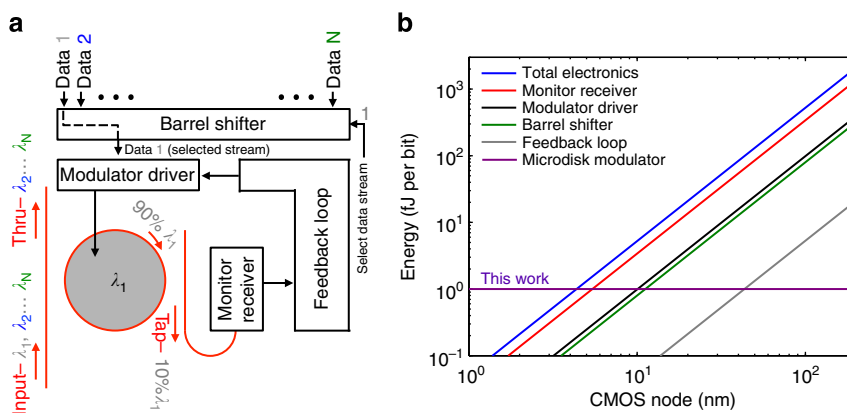 a
Data 1
Data 2
Data N
Barrel shifter
1
Data 1 (selected stream)
Modulator driver
Feedback loop
Select data stream
Monitor
receiver
Thru– λ2... λN
90% λ1
λ1
Input– λ1, λ2... λN
Tap– 10%λ1
b
Total electronics
Monitor receiver
Modulator driver
Barrel shifter
Feedback loop
Microdisk modulator
This work
Energy (fJ per bit)
10^3
10^2
10^1
10^0
10^–1
10^0
10^1
10^2
CMOS node (nm)